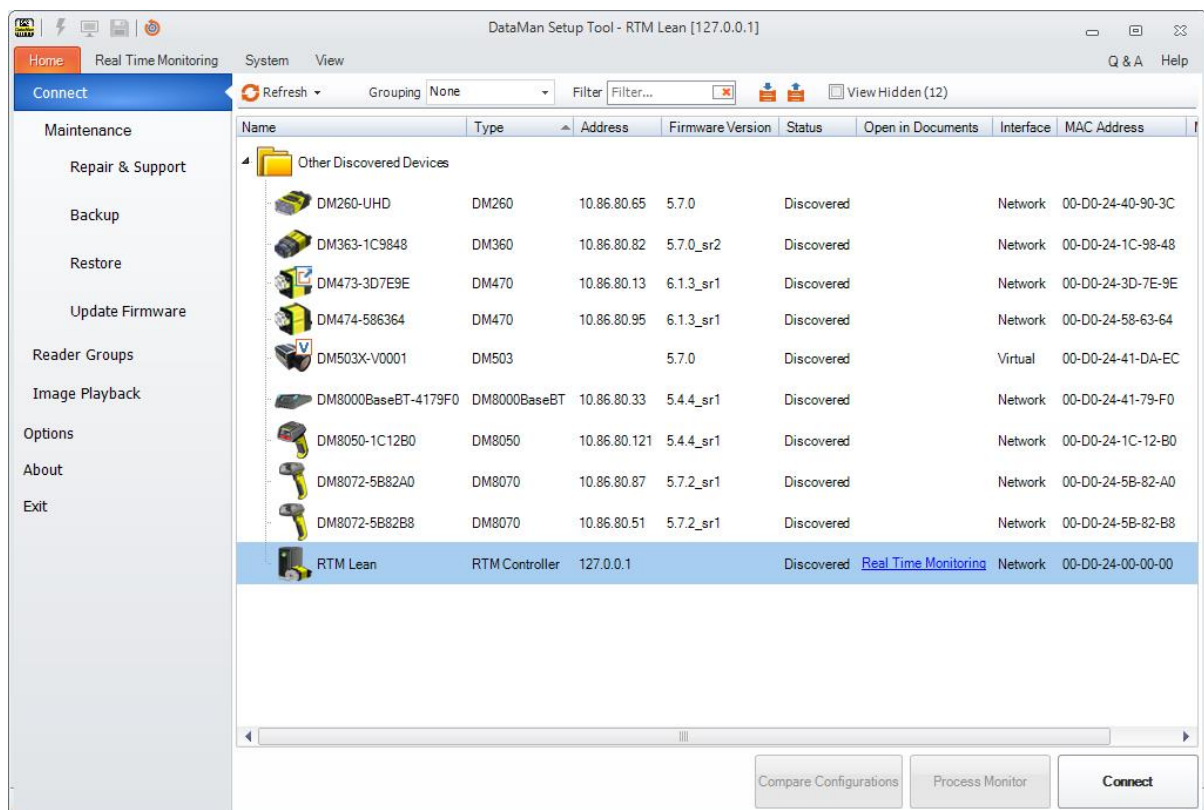 DataMan Setup Tool - RTM Lean [127.0.0.1]
Home Real Time Monitoring System View Q & A Help
Connect
Refresh Grouping None Filter Filter... View Hidden (12)
Maintenance
Repair & Support
Backup
Restore
Update Firmware
Reader Groups
Image Playback
Options
About
Exit
Name Type Address Firmware Version Status Open in Documents Interface MAC Address
Other Discovered Devices
DM260-UHD DM260 10.86.80.65 5.7.0 Discovered Network 00-D0-24-40-90-3C
DM363-1C9848 DM360 10.86.80.82 5.7.0_sr2 Discovered Network 00-D0-24-1C-98-48
DM473-3D7E9E DM470 10.86.80.13 6.1.3_sr1 Discovered Network 00-D0-24-3D-7E-9E
DM474-586364 DM470 10.86.80.95 6.1.3_sr1 Discovered Network 00-D0-24-58-63-64
V DM503X-V0001 DM503 5.7.0 Discovered Virtual 00-D0-24-41-DA-EC
DM8000BaseBT-4179F0 DM8000BaseBT 10.86.80.33 5.4.4_sr1 Discovered Network 00-D0-24-41-79-F0
DM8050-1C12B0 DM8050 10.86.80.121 5.4.4_sr1 Discovered Network 00-D0-24-1C-12-B0
DM8072-5B82A0 DM8070 10.86.80.87 5.7.2_sr1 Discovered Network 00-D0-24-5B-82-A0
DM8072-5B82B8 DM8070 10.86.80.51 5.7.2_sr1 Discovered Network 00-D0-24-5B-82-B8
RTM Lean RTM Controller 127.0.0.1 Discovered Real Time Monitoring Network 00-D0-24-00-00-00
Compare Configurations Process Monitor Connect